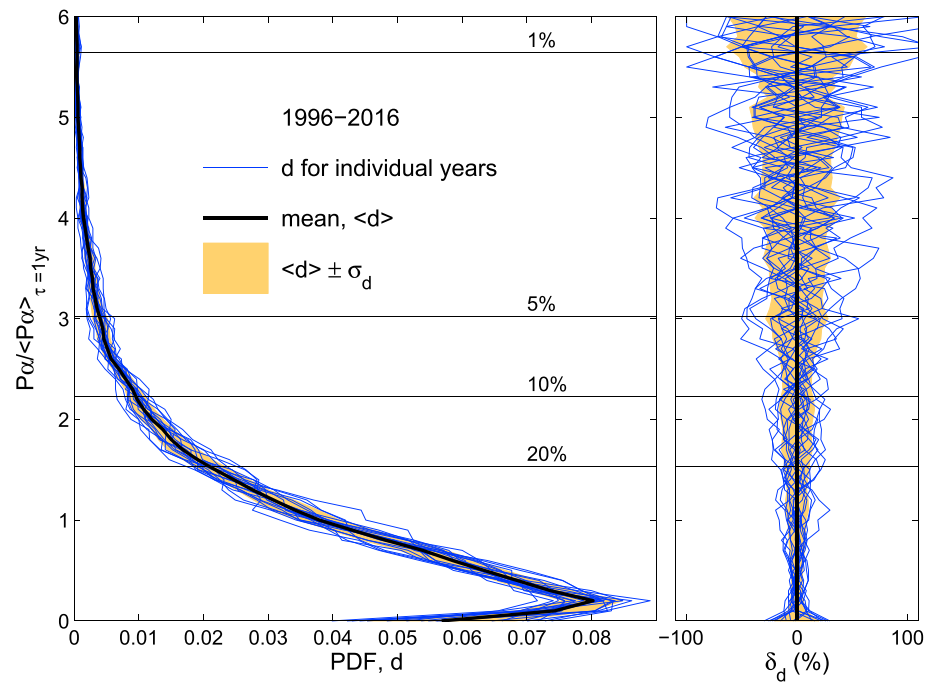 6
5
4
3
2
1
0
Pα/<Pα> τ =1yr
1%
5%
10%
20%
1996−2016
d for individual years
mean, <d>
<d> ± σd
0 0.01 0.02 0.03 0.04 0.05 0.06 0.07 0.08
PDF, d
−100 0 100
δd (%)